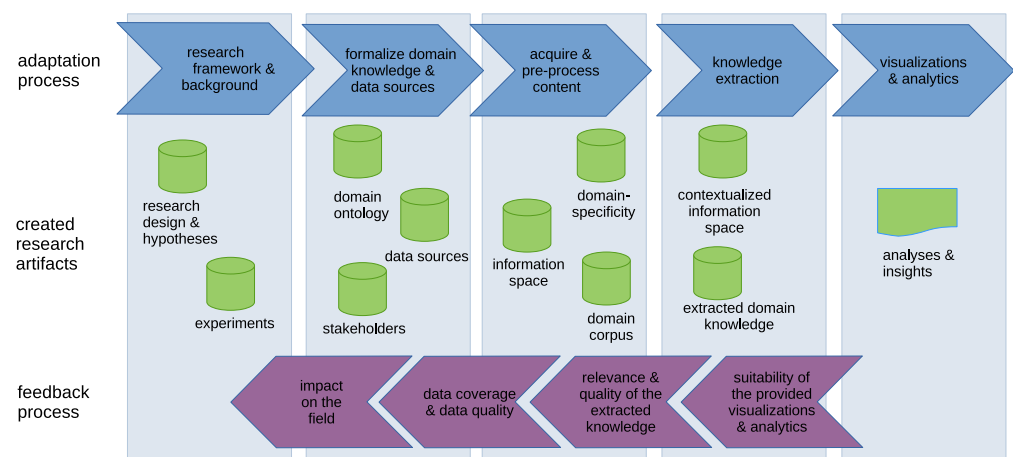 adaptation
process
research
framework &
background
formalize domain
knowledge &
data sources
acquire &
pre-process
content
knowledge
extraction
visualizations
& analytics
created
research
artifacts
research
design &
hypotheses
experiments
domain
ontology
data sources
stakeholders
domain-
specificity
information
space
domain
corpus
contextualized
information
space
extracted domain
knowledge
analyses &
insights
feedback
process
impact
on the
field
data coverage
& data quality
relevance &
quality of the
extracted
knowledge
suitability of
the provided
visualizations
& analytics